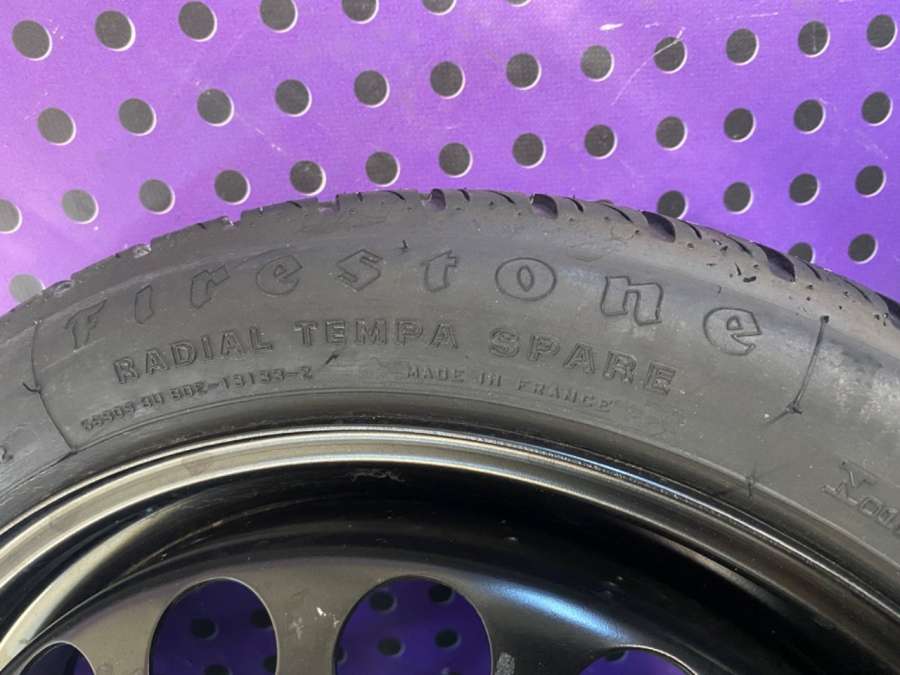 Firestone
RADIAL TEMPA SPARE
MADE IN FRANCE